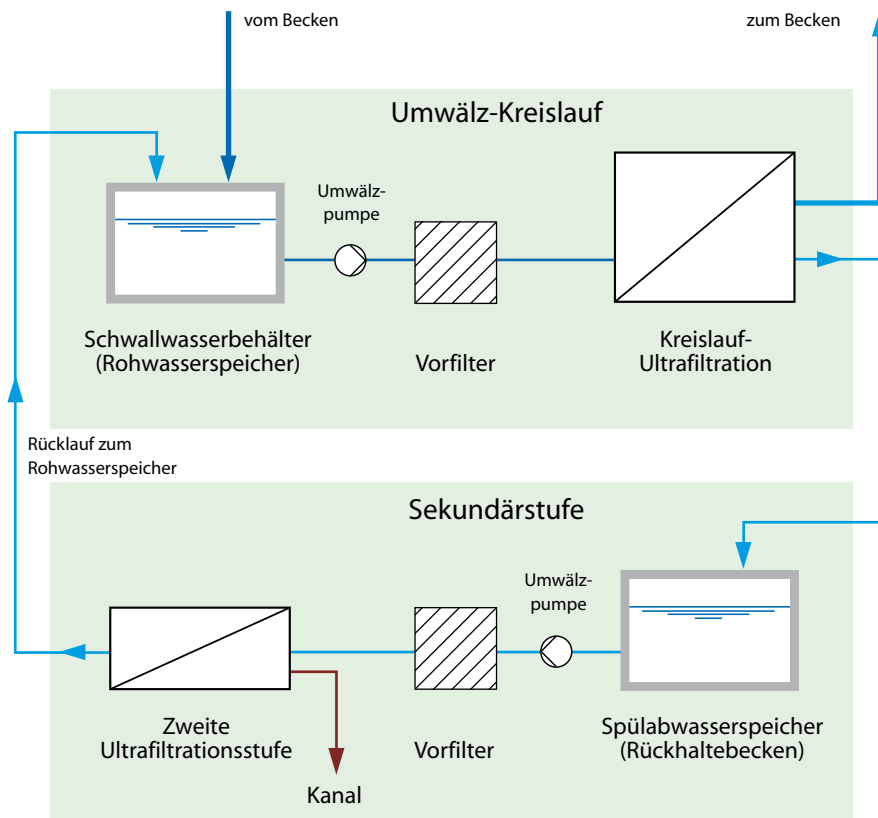 vom Becken
zum Becken
Umwälz-Kreislauf
Umwälz-
pumpe
Schwallwasserbehälter
(Rohwasserspeicher)
Vorfilter
Kreislauf-
Ultrafiltration
Rücklauf zum
Rohwasserspeicher
Sekundärstufe
Umwälz-
pumpe
Zweite
Ultrafiltrationsstufe
Vorfilter
Spülabwasserspeicher
(Rückhaltebecken)
Kanal